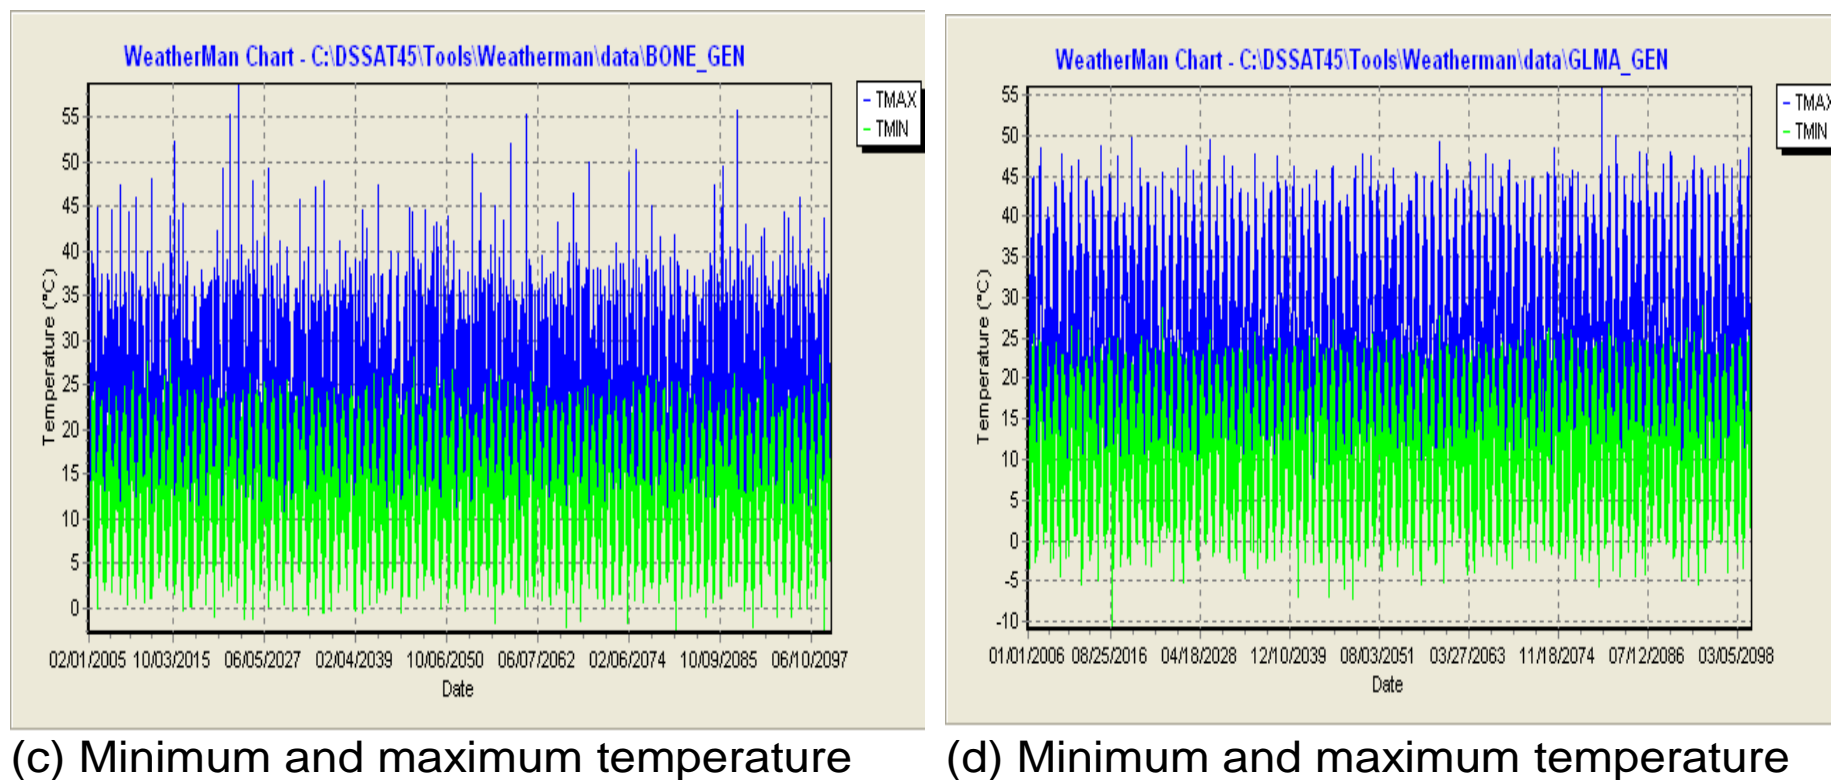 WeatherMan Chart - C:\DSSAT45\Tools\Weatherman\data\BONE_GEN
TMAX
TMIN
55
50
45
40
35
30
25
20
15
10
5
0
Temperature (°C)
02/01/2005 10/03/2015 06/05/2027 02/04/2039 10/06/2050 06/07/2062 02/06/2074 10/09/2085 06/10/2097
Date
(c) Minimum and maximum temperature
WeatherMan Chart - C:\DSSAT45\Tools\Weatherman\data\GLMA_GEN
TMAX
TMIN
55
50
45
40
35
30
25
20
15
10
5
0
-5
-10
Temperature (°C)
01/01/2006 08/25/2016 04/18/2028 12/10/2039 08/03/2051 03/27/2063 11/18/2074 07/12/2086 03/05/2098
Date
(d) Minimum and maximum temperature